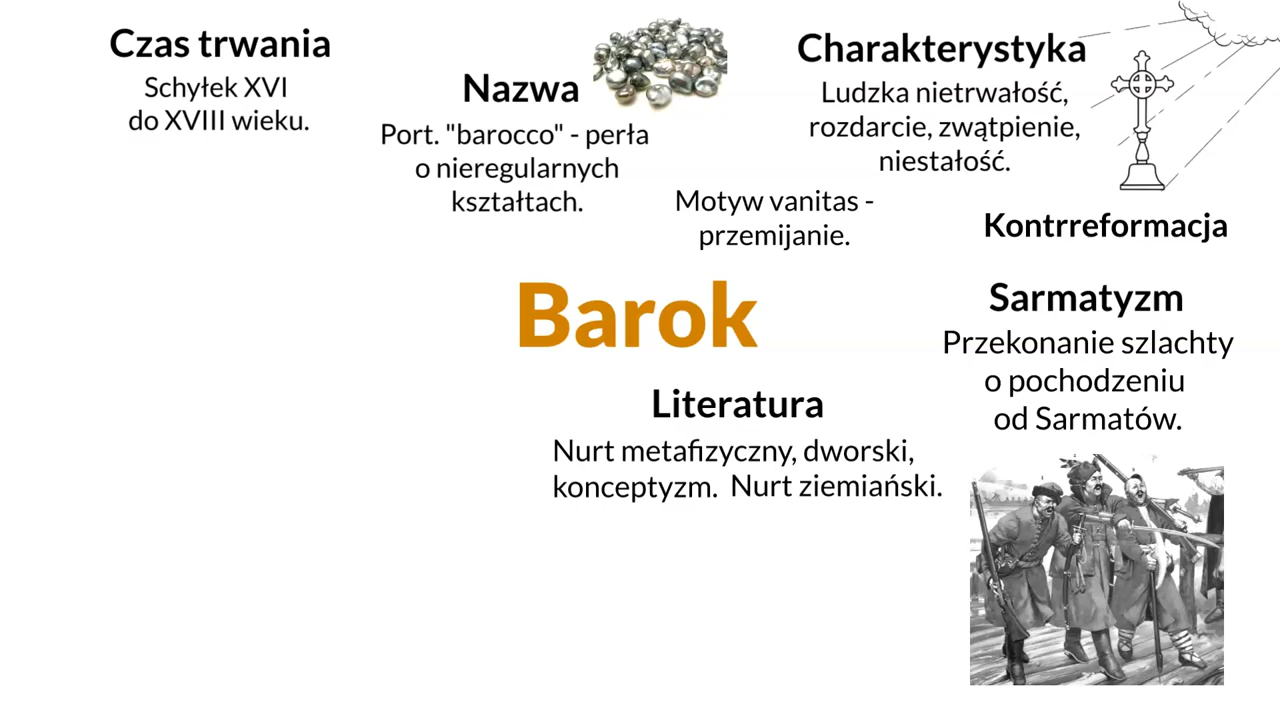 Czas trwania
Schyłek XVI
do XVIII wieku.
Nazwa
Port. "barocco" - perła
o nieregularnych
kształtach.
Charakterystyka
Ludzka nietrwałość,
rozdarcie, zwątpienie,
niestałość.
Motyw vanitas -
przemijanie.
Kontrreformacja
Barok
Sarmatyzm
Przekonanie szlachty
o pochodzeniu
od Sarmatów.
Literatura
Nurt metafizyczny, dworski,
konceptyzm. Nurt ziemiański.